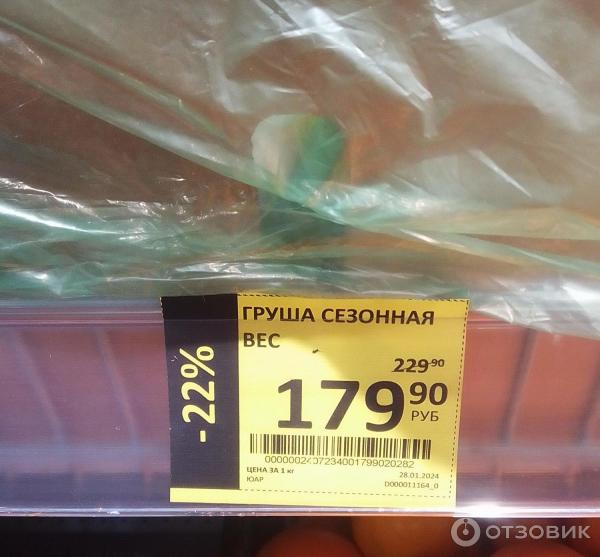 ГРУША СЕЗОННАЯ
ВЕС
-22%
229 90
179 90
РУБ
0000002407234001799020282
ЦЕНА ЗА 1 кг
28.01.2024
ЮАР
D000011164_0
ОТЗОВИК